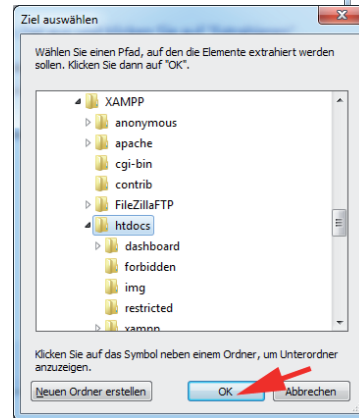 Ziel auswählen
Wählen Sie einen Pfad, auf den die Elemente extrahiert werden
sollen. Klicken Sie dann auf "OK".
XAMPP
anonymous
apache
cgi-bin
contrib
FileZillaFTP
htdocs
dashboard
forbidden
img
restricted
xampp
Klicken Sie auf das Symbol neben einem Ordner, um Unterordner
anzuzeigen.
Neuen Ordner erstellen OK Abbrechen